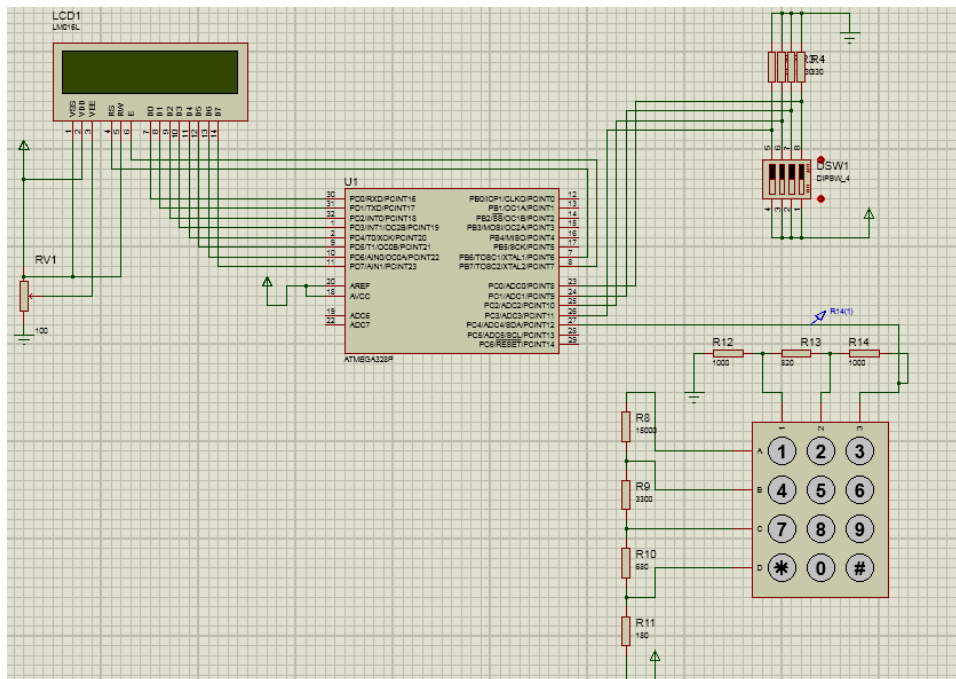 LCD1
LM016L
VSS VDD VEE RS RW E D0 D1 D2 D3 D4 D5 D6 D7
1 2 3 4 5 6 7 8 9 10 11 12 13 14
RV1
100
U1
30 PD0/RXD/PCINT16
31 PD1/TXD/PCINT17
32 PD2/INT0/PCINT18
1 PD3/INT1/OC2B/PCINT19
2 PD4/T0/XCK/PCINT20
9 PD5/T1/OC0B/PCINT21
10 PD6/AIN0/OC0A/PCINT22
11 PD7/AIN1/PCINT23
20 AREF
18 AVCC
19 ADC6
22 ADC7
PB0/ICP1/CLKO/PCINT0 12
PB1/OC1A/PCINT1 13
PB2/SS/OC1B/PCINT2 14
PB3/MOSI/OC2A/PCINT3 15
PB4/MISO/PCINT4 16
PB5/SCK/PCINT5 17
PB6/TOSC1/XTAL1/PCINT6 7
PB7/TOSC2/XTAL2/PCINT7 8
PC0/ADC0/PCINT8 23
PC1/ADC1/PCINT9 24
PC2/ADC2/PCINT10 25
PC3/ADC3/PCINT11 26
PC4/ADC4/SDA/PCINT12 27
PC5/ADC5/SCL/PCINT13 28
PC6/RESET/PCINT14 29
ATMEGA328P
R4
330
5 6 7 8
DSW1
DIPSW_4
4 3 2 1
R14(1)
R12
1000
R13
820
R14
1000
R8
15000
R9
3300
R10
680
R11
180
1 2 3
A 1 2 3
B 4 5 6
C 7 8 9
D * 0 #